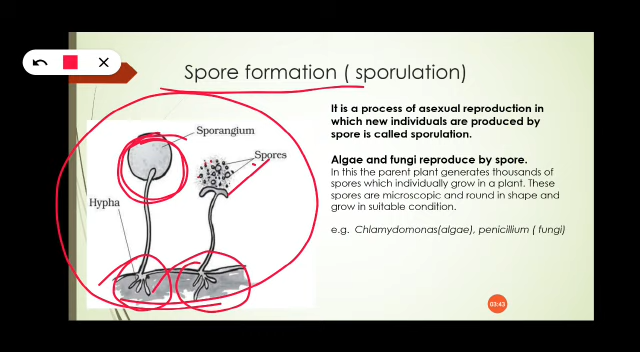 Spore formation ( sporulation)
Sporangium
Spores
Hypha
It is a process of asexual reproduction in
which new individuals are produced by
spore is called sporulation.
Algae and fungi reproduce by spore.
In this the parent plant generates thousands of
spores which individually grow in a plant. These
spores are microscopic and round in shape and
grow in suitable condition.
e.g. Chlamydomonas(algae), penicillium ( fungi)
03:43